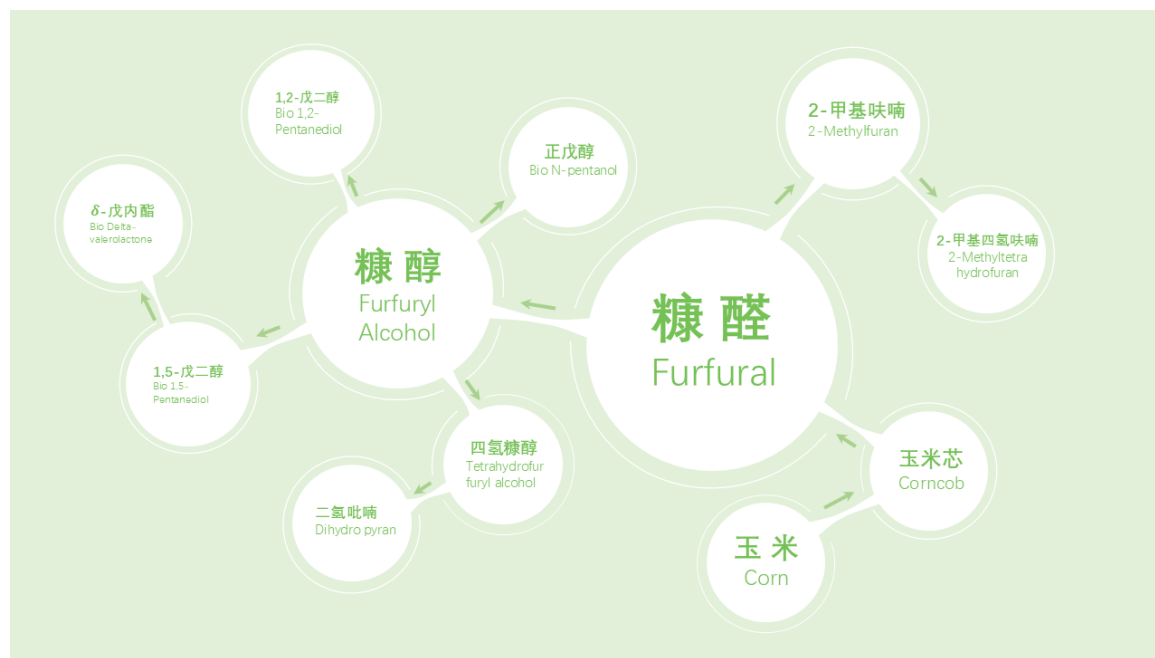 1,2-戊二醇
Bio 1,2-
Pentanediol
正戊醇
Bio N-pentanol
2-甲基呋喃
2-Methylfuran
δ-戊内酯
Bio Delta-
valerolactone
2-甲基四氢呋喃
2-Methyltetra
hydrofuran
糠 醇
Furfuryl
Alcohol
糠 醛
Furfural
1,5-戊二醇
Bio 1,5-
Pentanediol
四氢糠醇
Tetrahydrofur
furyl alcohol
玉米芯
Corncob
二氢吡喃
Dihydro pyran
玉 米
Corn